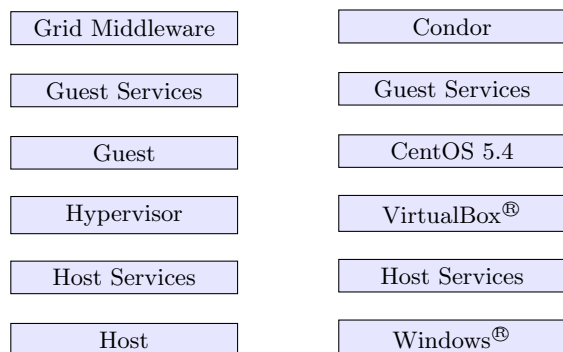 Grid Middleware
Guest Services
Guest
Hypervisor
Host Services
Host
Condor
Guest Services
CentOS 5.4
VirtualBox®
Host Services
Windows®